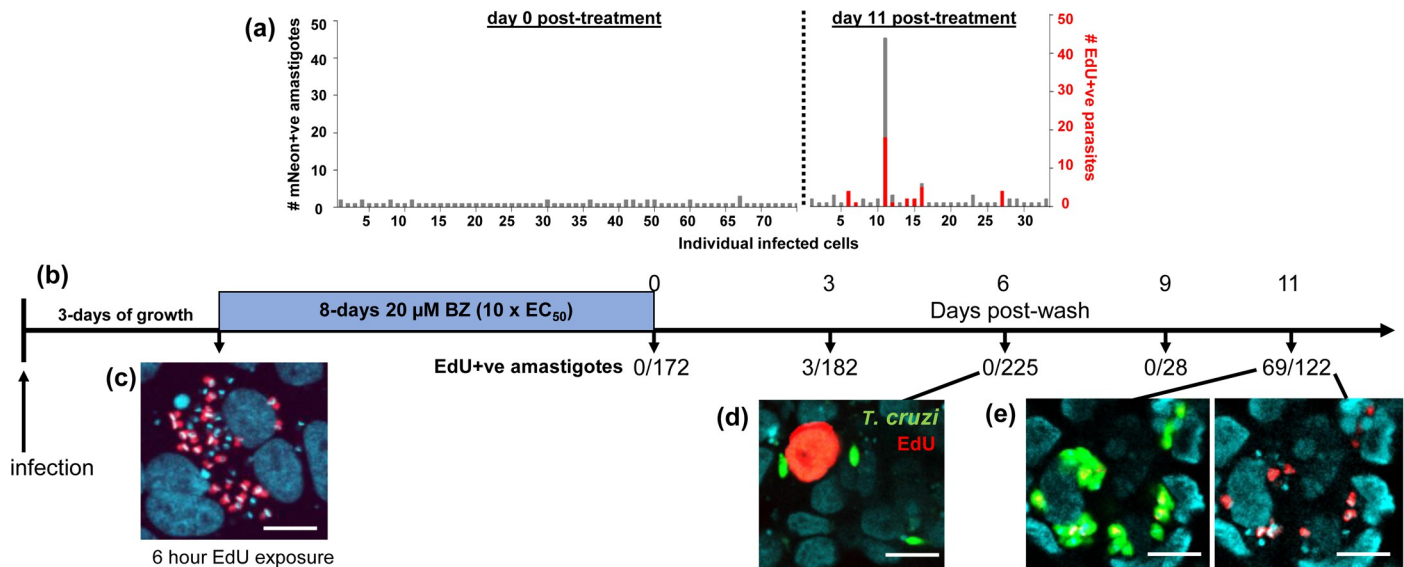 (a)
day 0 post-treatment
day 11 post-treatment
# mNeon+ve amastigotes
50
40
30
20
10
0
50
40
30
20
10
0
# EdU+ve parasites
5 10 15 20 25 30 35 40 45 50 60 65 70
5 10 15 20 25 30
Individual infected cells
(b)
0 3 6 9 11
3-days of growth
8-days 20 µM BZ (10 x EC50)
Days post-wash
EdU+ve amastigotes 0/172 3/182 0/225 0/28 69/122
infection
(c)
6 hour EdU exposure
(d)
T. cruzi
EdU
(e)